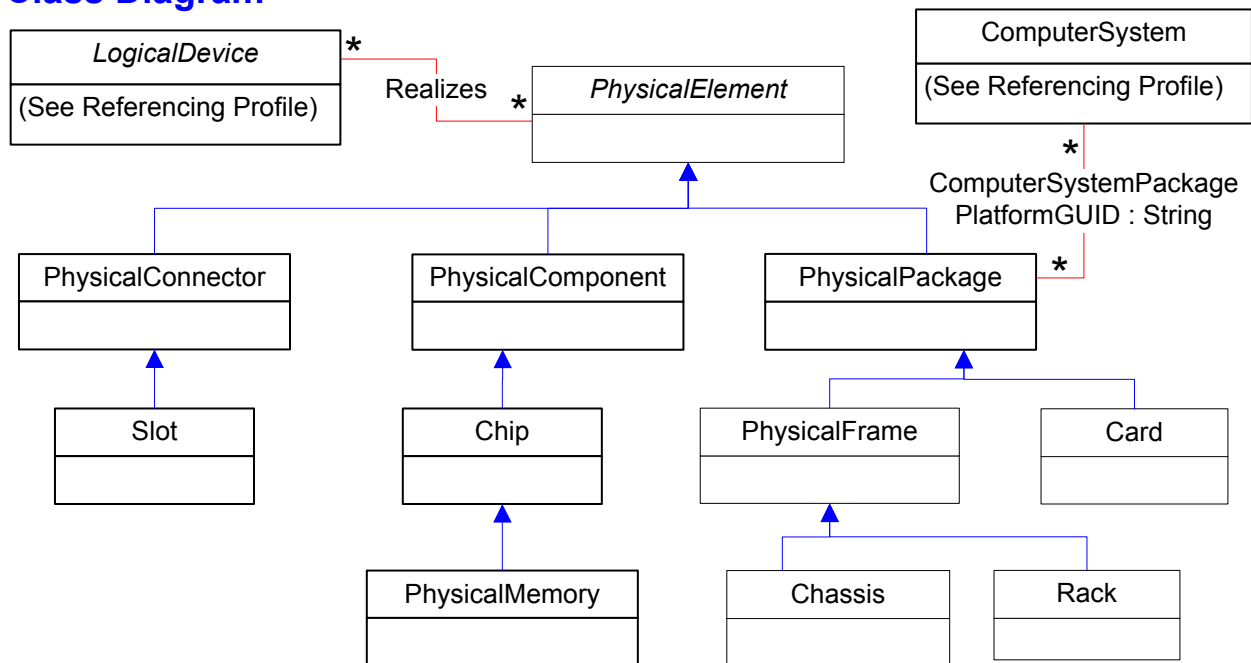 Class Diagram
LogicalDevice
(See Referencing Profile)
*
Realizes
*
PhysicalElement
ComputerSystem
(See Referencing Profile)
*
ComputerSystemPackage
PlatformGUID : String
*
PhysicalConnector
PhysicalComponent
PhysicalPackage
Slot
Chip
PhysicalFrame
Card
PhysicalMemory
Chassis
Rack